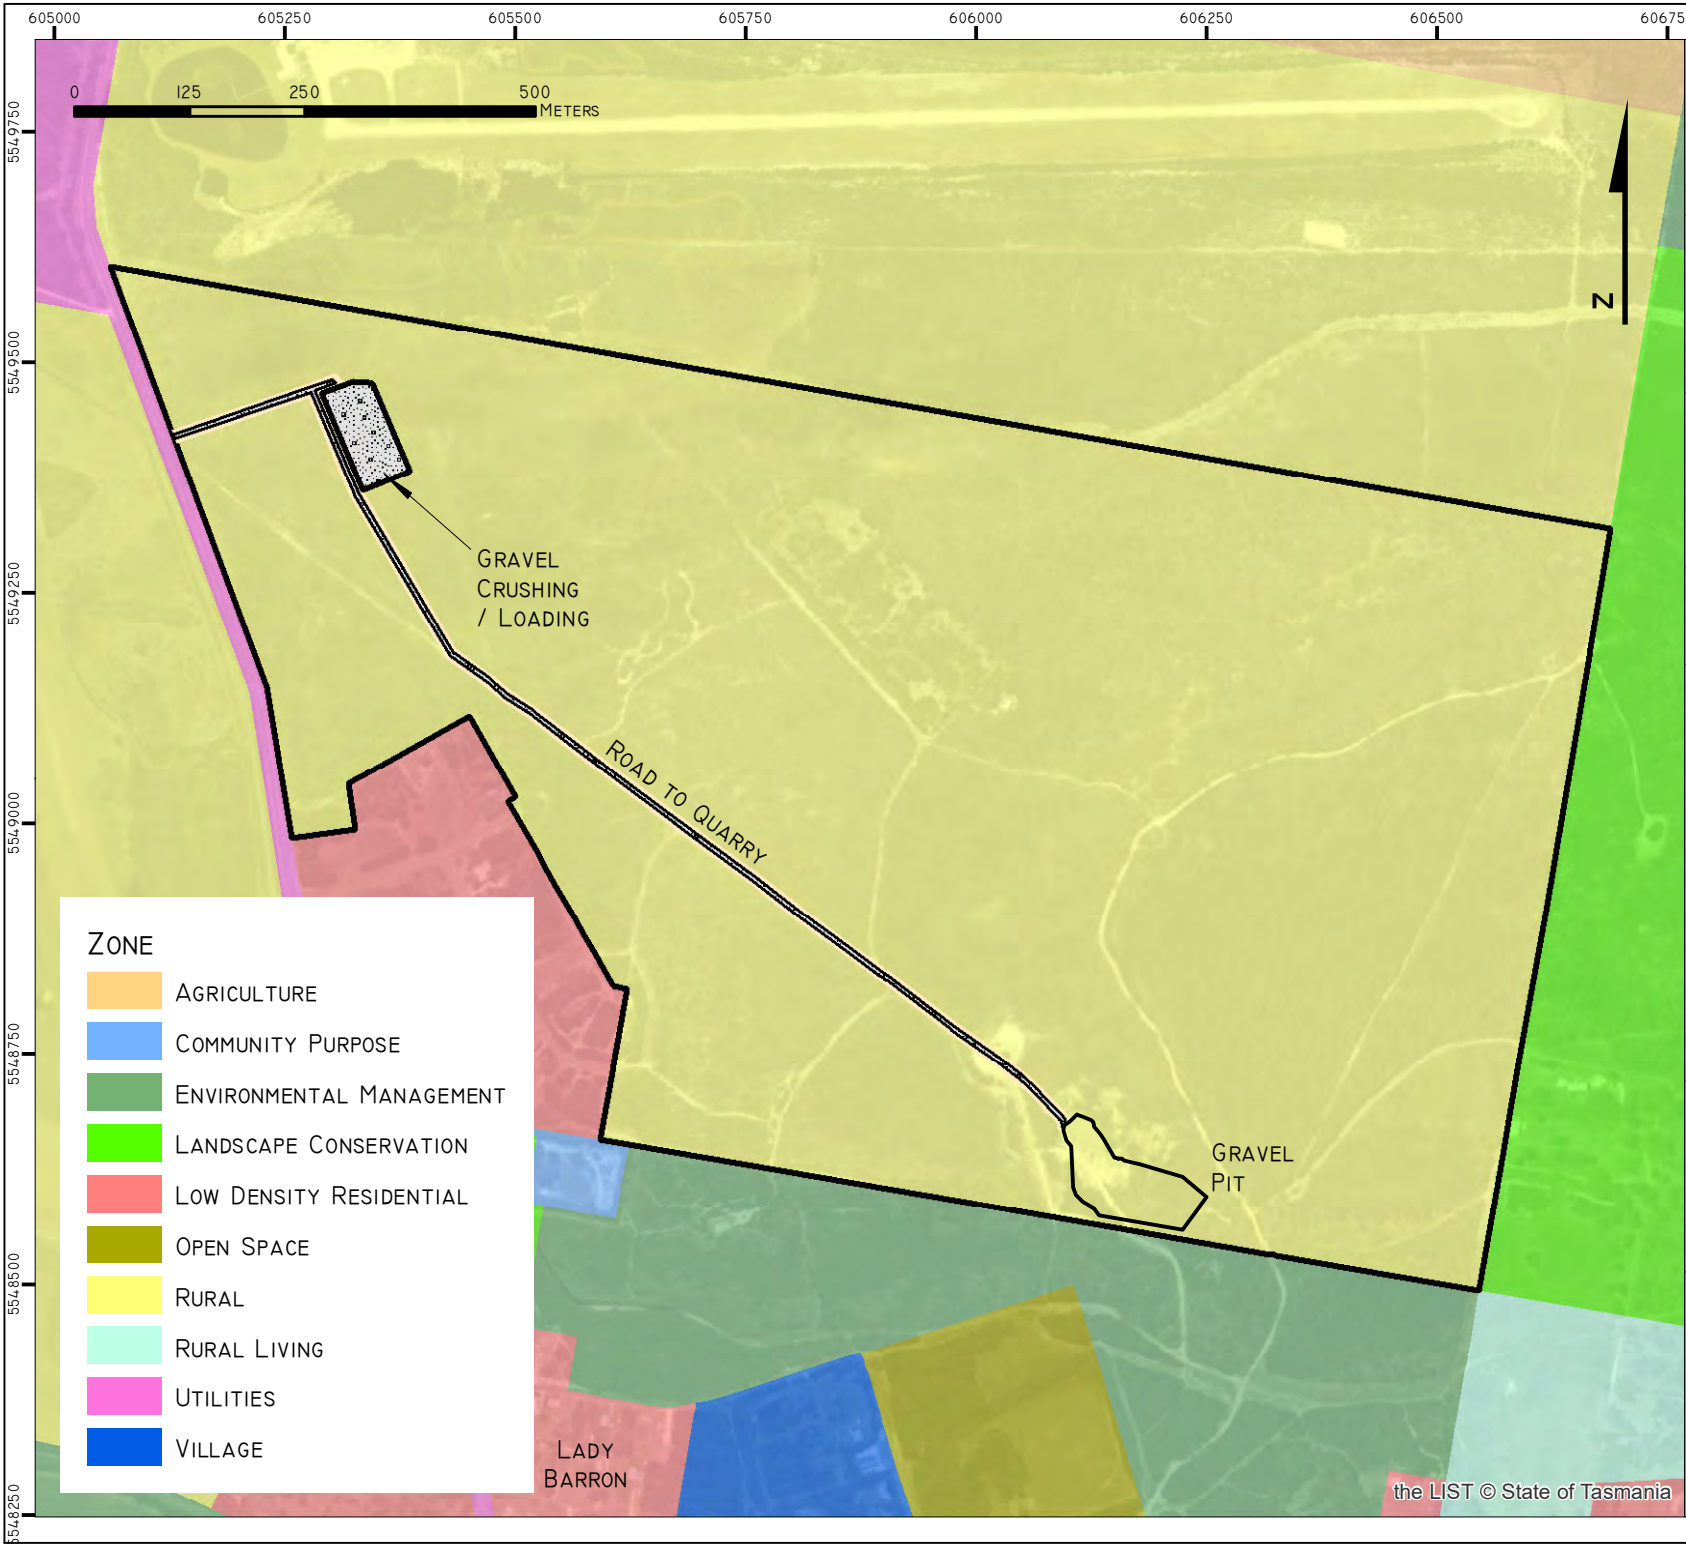 605000 605250 605500 605750 606000 606250 606500 60675
0 125 250 500
METERS
5549750
5549500
5549250
5549000
5548750
5548500
5548250
N
GRAVEL
CRUSHING
/ LOADING
ROAD TO QUARRY
GRAVEL
PIT
ZONE
AGRICULTURE
COMMUNITY PURPOSE
ENVIRONMENTAL MANAGEMENT
LANDSCAPE CONSERVATION
LOW DENSITY RESIDENTIAL
OPEN SPACE
RURAL
RURAL LIVING
UTILITIES
VILLAGE
LADY
BARRON
the LIST © State of Tasmania